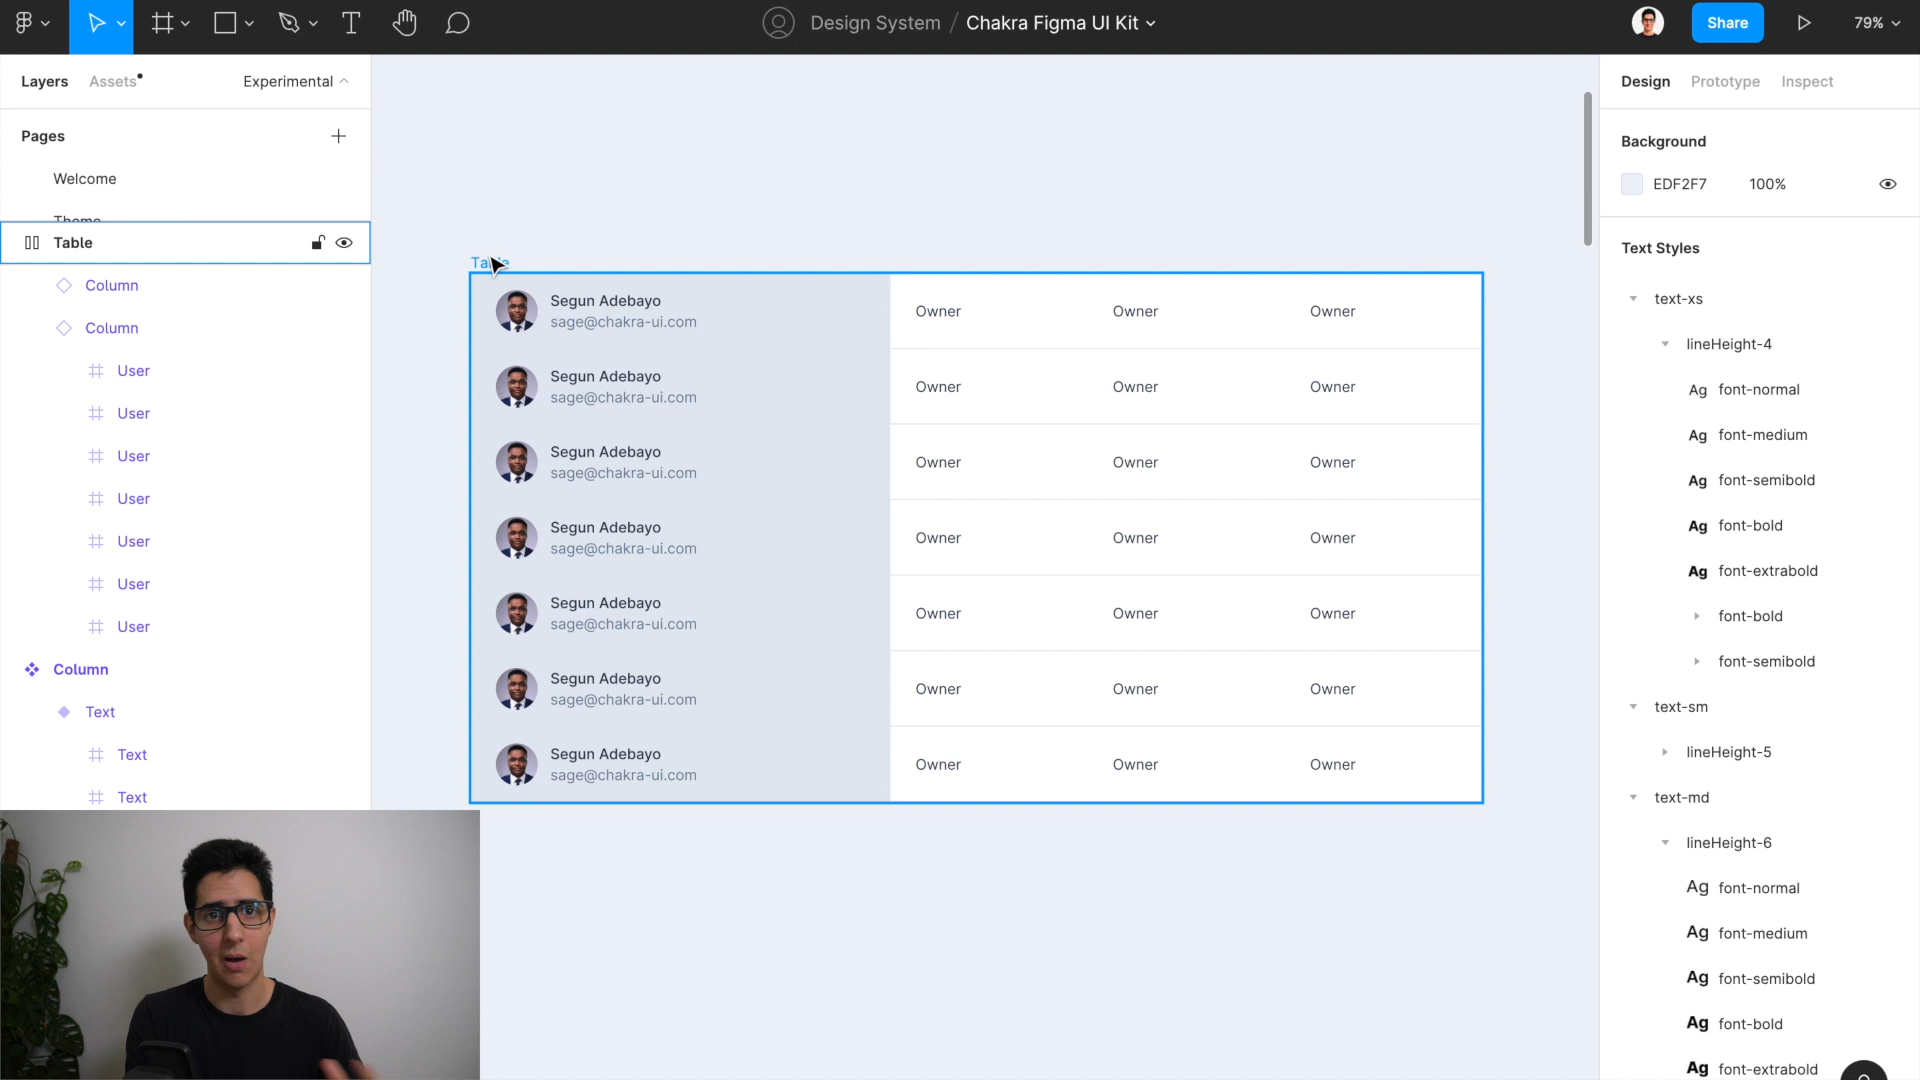 Design System / Chakra Figma UI Kit
Share
79%
Layers
Assets
Experimental
Pages
Welcome
Theme
Table
Column
Column
User
User
User
User
User
User
User
Column
Text
Text
Text
Table
Segun Adebayo
sage@chakra-ui.com
Owner
Owner
Owner
Segun Adebayo
sage@chakra-ui.com
Owner
Owner
Owner
Segun Adebayo
sage@chakra-ui.com
Owner
Owner
Owner
Segun Adebayo
sage@chakra-ui.com
Owner
Owner
Owner
Segun Adebayo
sage@chakra-ui.com
Owner
Owner
Owner
Segun Adebayo
sage@chakra-ui.com
Owner
Owner
Owner
Segun Adebayo
sage@chakra-ui.com
Owner
Owner
Owner
Design
Prototype
Inspect
Background
EDF2F7 100%
Text Styles
text-xs
lineHeight-4
Ag font-normal
Ag font-medium
Ag font-semibold
Ag font-bold
Ag font-extrabold
font-bold
font-semibold
text-sm
lineHeight-5
text-md
lineHeight-6
Ag font-normal
Ag font-medium
Ag font-semibold
Ag font-bold
Ag font-extrabold